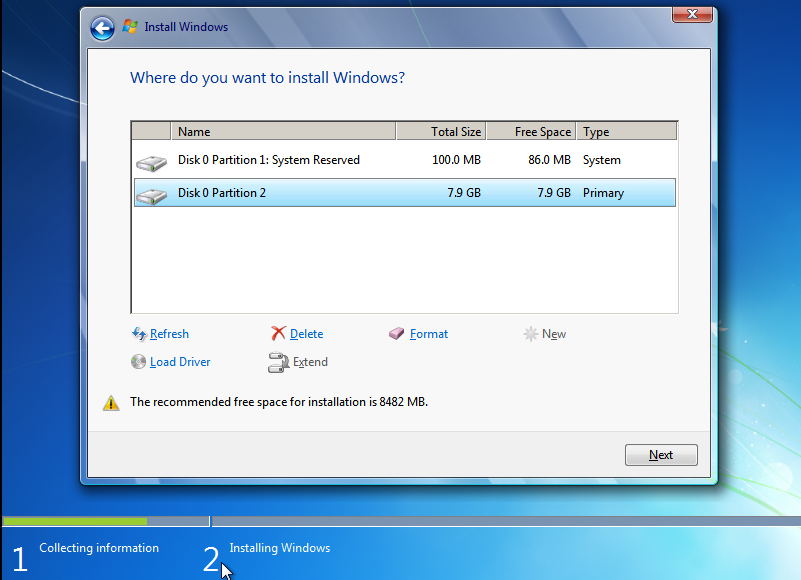 Install Windows
Where do you want to install Windows?
Name Total Size Free Space Type
Disk 0 Partition 1: System Reserved 100.0 MB 86.0 MB System
Disk 0 Partition 2 7.9 GB 7.9 GB Primary
Refresh Delete Format New
Load Driver Extend
The recommended free space for installation is 8482 MB.
Next
1 Collecting information 2 Installing Windows